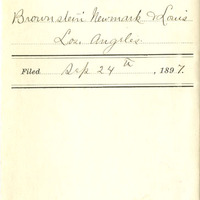 Brownstein Newmark & Louis
Los Angeles
Filed Sep 24th, 1897.